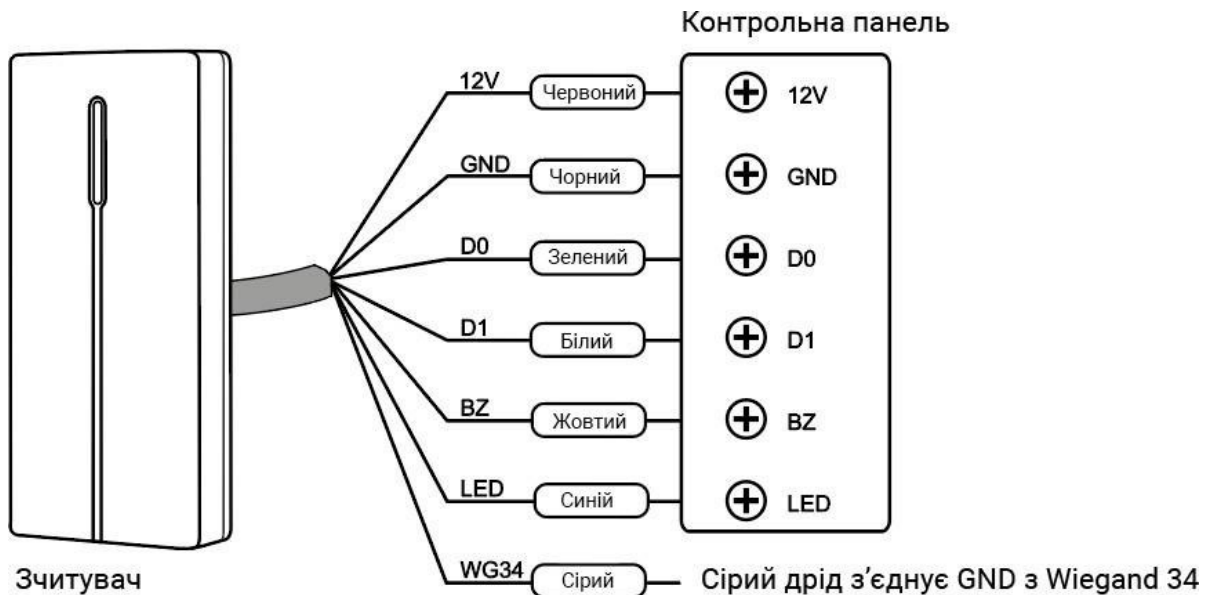 Контрольна панель
12V Червоний 12V
GND Чорний GND
D0 Зелений D0
D1 Білий D1
BZ Жовтий BZ
LED Синій LED
WG34 Сірий Сірий дрід з’єднує GND з Wiegand 34
Зчитувач